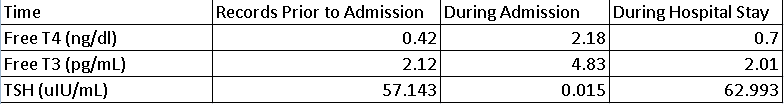 Time Records Prior to Admission During Admission During Hospital Stay
Free T4 (ng/dl) 0.42 2.18 0.7
Free T3 (pg/mL) 2.12 4.83 2.01
TSH (uIU/mL) 57.143 0.015 62.993